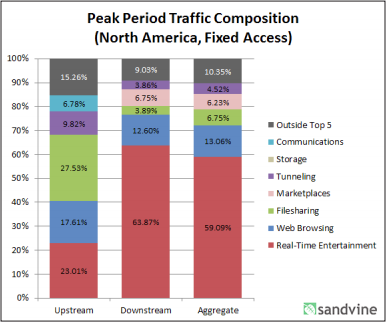 Peak Period Traffic Composition
(North America, Fixed Access)
100%
90%
80%
70%
60%
50%
40%
30%
20%
10%
0%
15.26%
6.78%
9.82%
27.53%
17.61%
23.01%
9.03%
3.86%
6.75%
3.89%
12.60%
63.87%
10.35%
4.52%
6.23%
6.75%
13.06%
59.09%
Upstream
Downstream
Aggregate
Outside Top 5
Communications
Storage
Tunneling
Marketplaces
Filesharing
Web Browsing
Real-Time Entertainment
sandvine